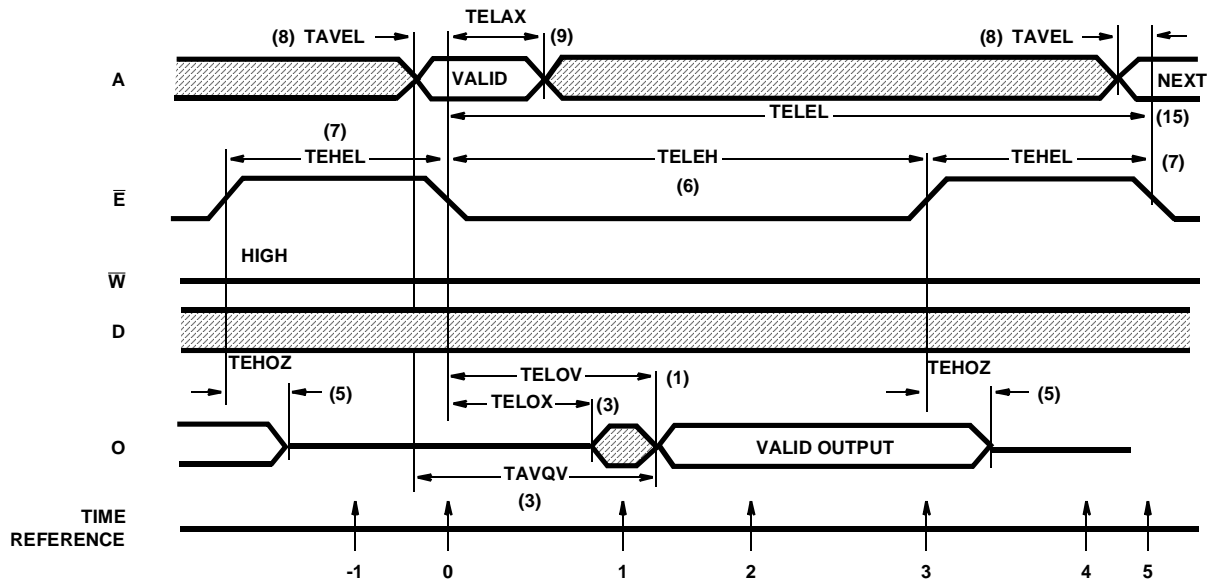 TELAX
(8) TAVEL
(9)
(8) TAVEL
A
VALID
NEXT
TELEL
(15)
(7)
TEHEL
TELEH
TEHEL
(7)
(6)
E̅
HIGH
W̅
D
TEHOZ
TELOV
(1)
TEHOZ
(5)
TELOX
(3)
(5)
O
VALID OUTPUT
TAVQV
(3)
TIME
REFERENCE
-1 0 1 2 3 4 5